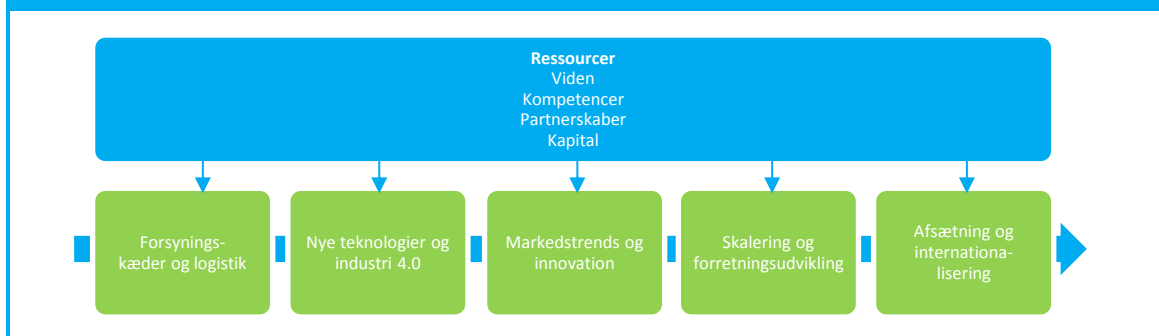 Ressourcer
Viden
Kompetencer
Partnerskaber
Kapital
Forsynings-
kæder og logistik
Nye teknologier og
industri 4.0
Markedstrends og
innovation
Skalering og
forretningsudvikling
Afsætning og
internationa-
lisering